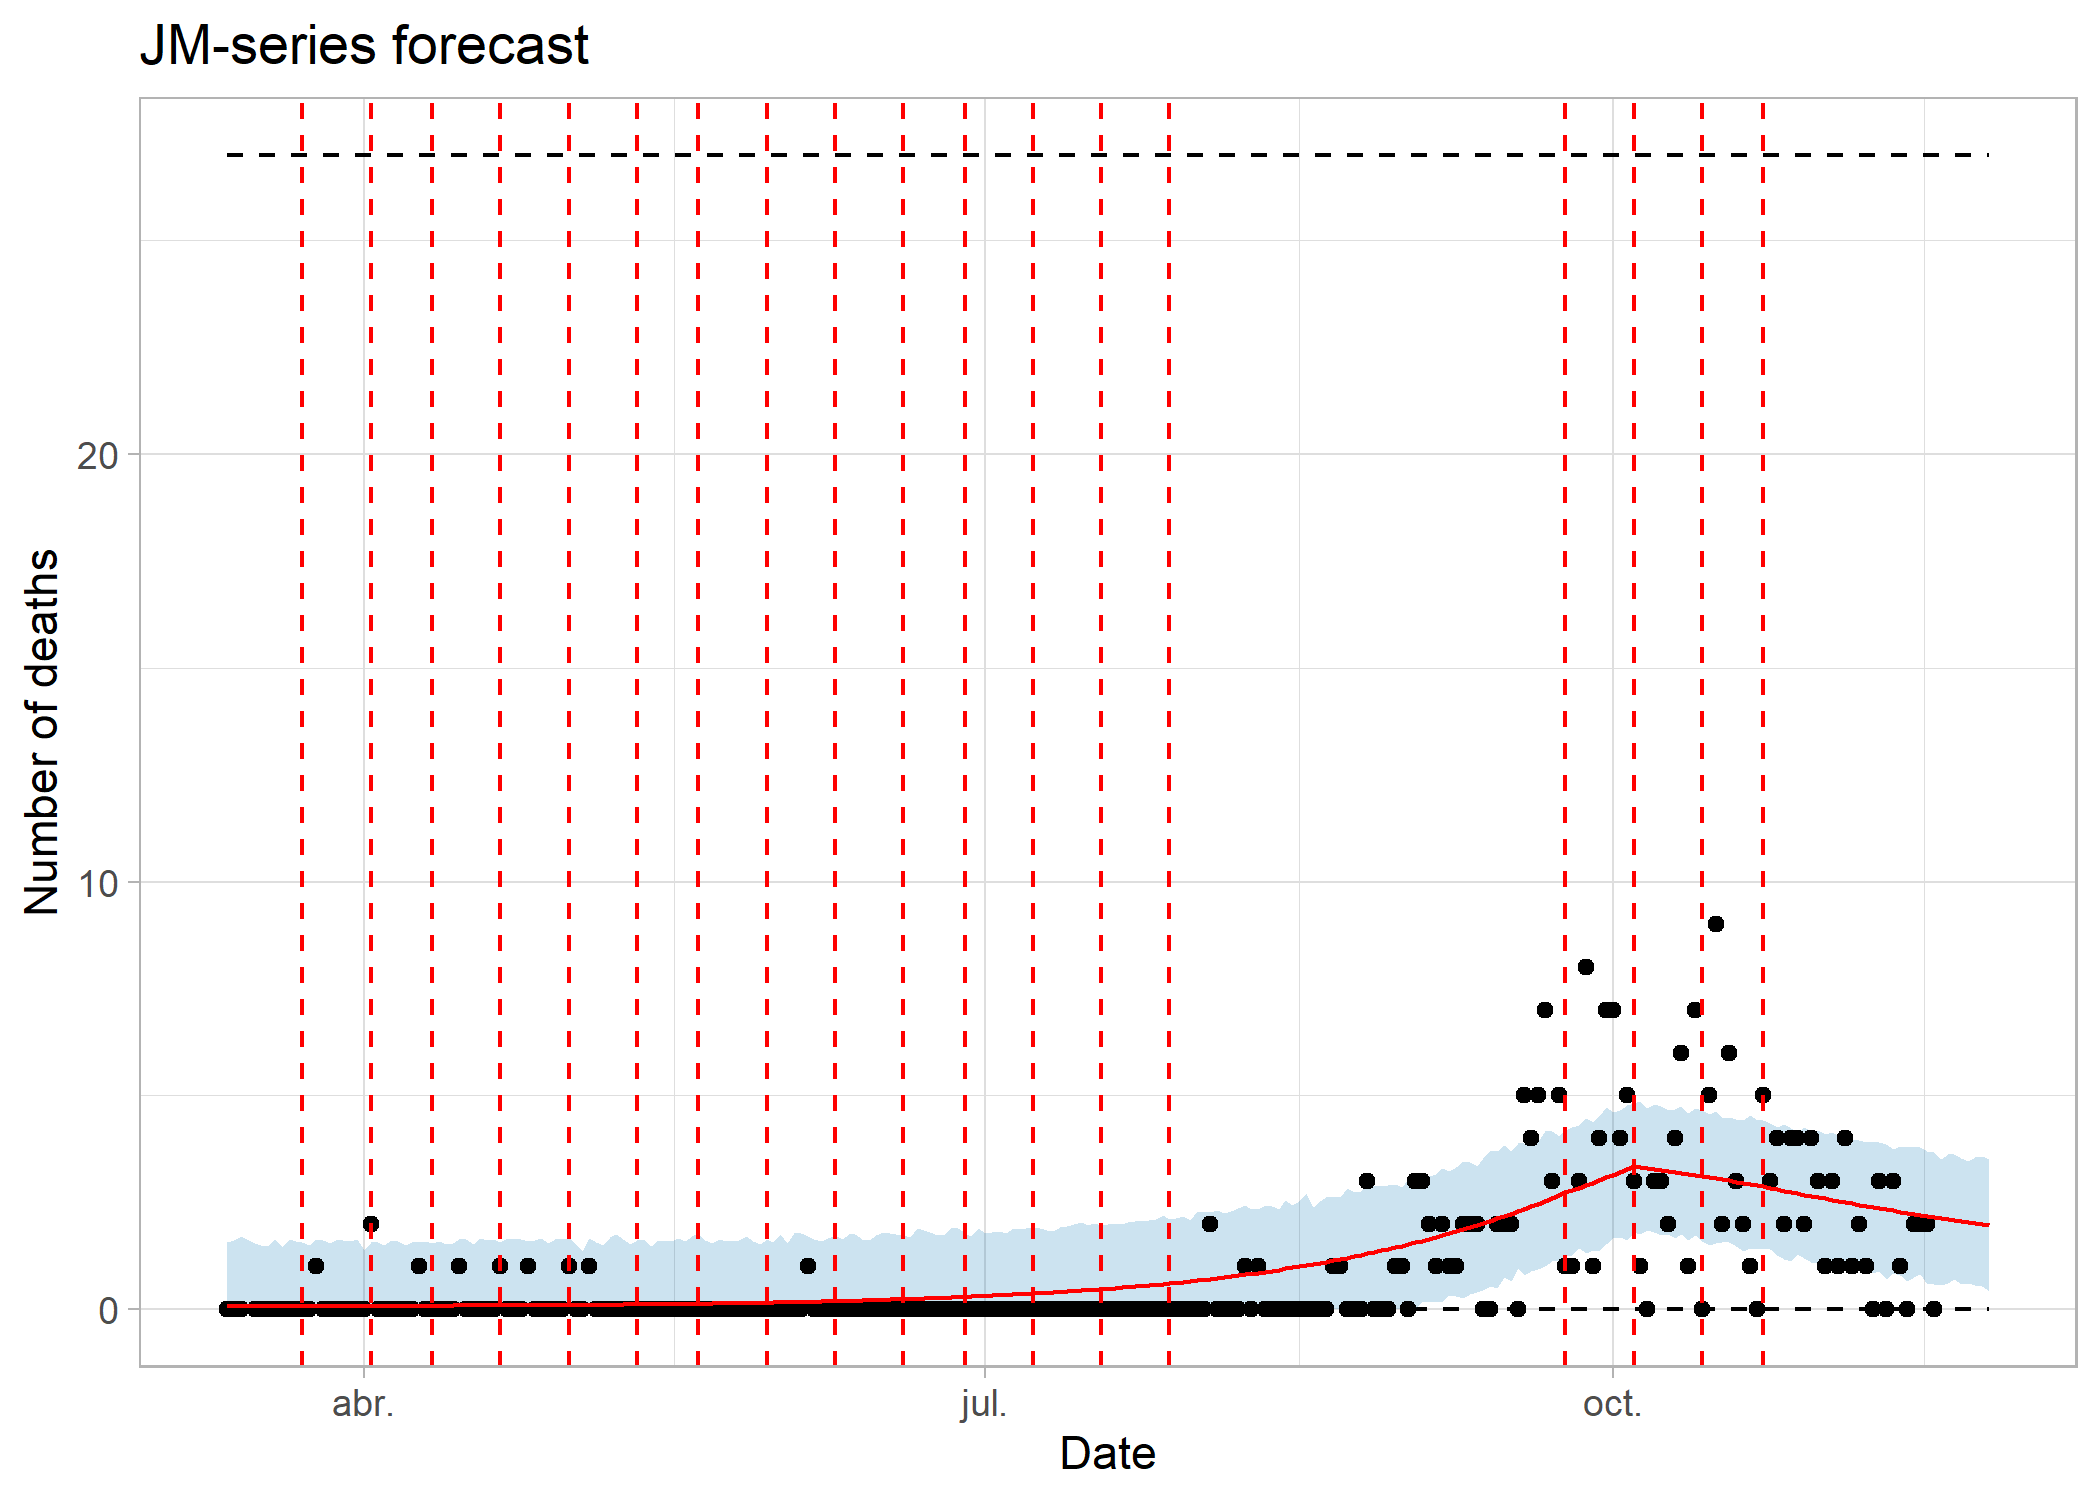 JM-series forecast
Number of deaths
20
10
0
abr.
jul.
oct.
Date